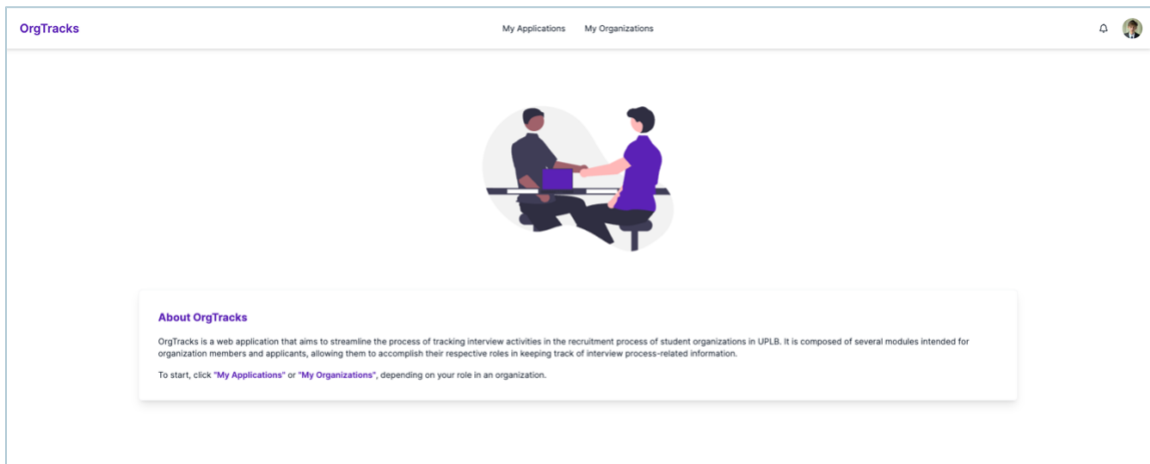 OrgTracks
My Applications
My Organizations
About OrgTracks
OrgTracks is a web application that aims to streamline the process of tracking interview activities in the recruitment process of student organizations in UPLB. It is composed of several modules intended for
organization members and applicants, allowing them to accomplish their respective roles in keeping track of interview process-related information.
To start, click "My Applications" or "My Organizations", depending on your role in an organization.